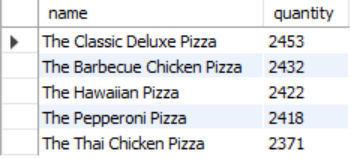 name quantity
The Classic Deluxe Pizza 2453
The Barbecue Chicken Pizza 2432
The Hawaiian Pizza 2422
The Pepperoni Pizza 2418
The Thai Chicken Pizza 2371